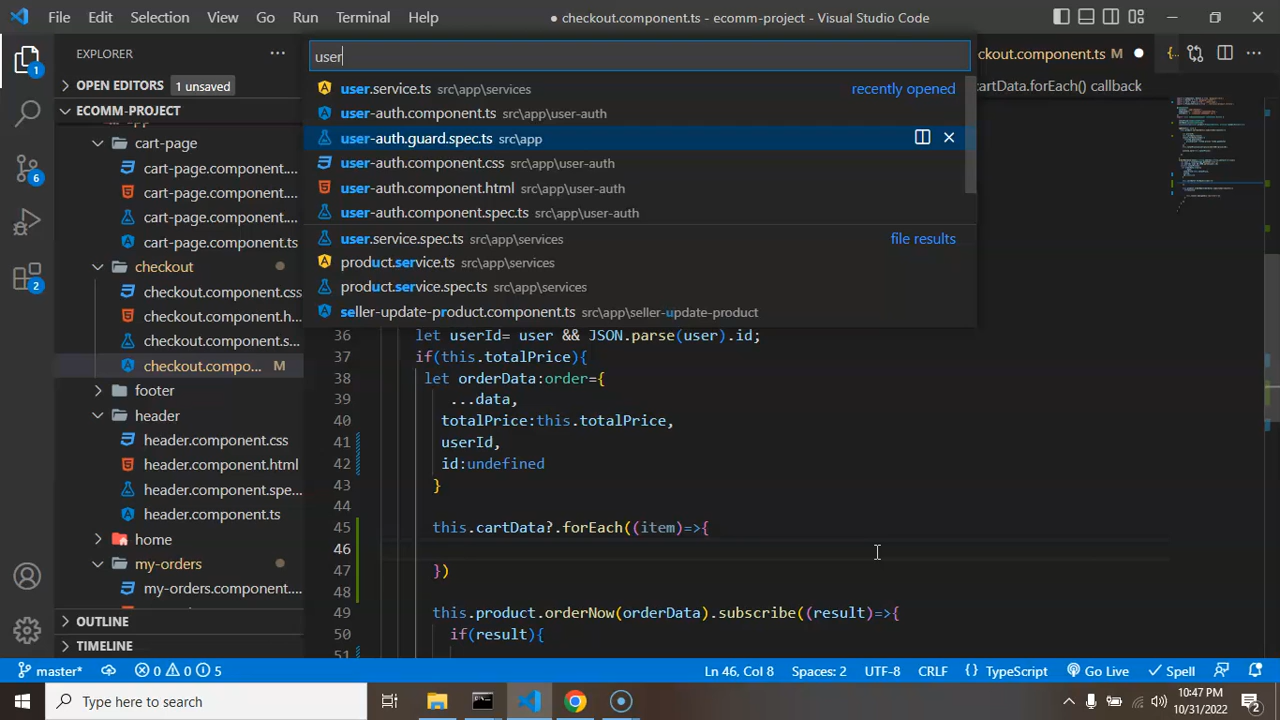 File Edit Selection View Go Run Terminal Help
● checkout.component.ts - ecomm-project - Visual Studio Code
EXPLORER
OPEN EDITORS 1 unsaved
ECOMM-PROJECT
cart-page
cart-page.component....
cart-page.component....
cart-page.component....
cart-page.component.ts
checkout
checkout.component.css
checkout.component.h...
checkout.component.s...
checkout.compo... M
footer
header
header.component.css
header.component.html
header.component.spe...
header.component.ts
home
my-orders
my-orders.component....
OUTLINE
TIMELINE
1
6
2
user
user.service.ts src\app\services recently opened
user-auth.component.ts src\app\user-auth
user-auth.guard.spec.ts src\app
user-auth.component.css src\app\user-auth
user-auth.component.html src\app\user-auth
user-auth.component.spec.ts src\app\user-auth
user.service.spec.ts src\app\services file results
product.service.ts src\app\services
product.service.spec.ts src\app\services
seller-update-product.component.ts src\app\seller-update-product
ckout.component.ts M ●
cartData.forEach() callback
36 let userId= user && JSON.parse(user).id;
37 if(this.totalPrice){
38 let orderData:order={
39 ...data,
40 totalPrice:this.totalPrice,
41 userId,
42 id:undefined
43 }
44
45 this.cartData?.forEach((item)=>{
46
47 })
48
49 this.product.orderNow(orderData).subscribe((result)=>{
50 if(result){
51
master* 0 0 5 Ln 46, Col 8 Spaces: 2 UTF-8 CRLF {} TypeScript Go Live Spell
Type here to search
10:47 PM
10/31/2022
2